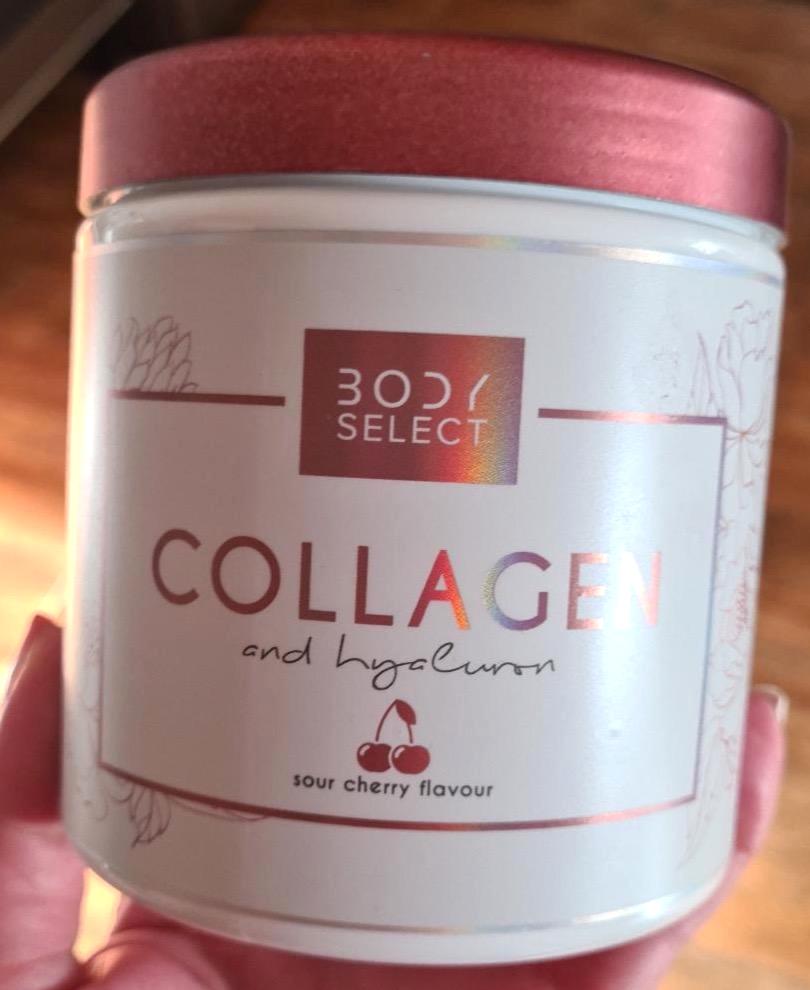 BODY
SELECT
COLLAGEN
and hyaluron
sour cherry flavour